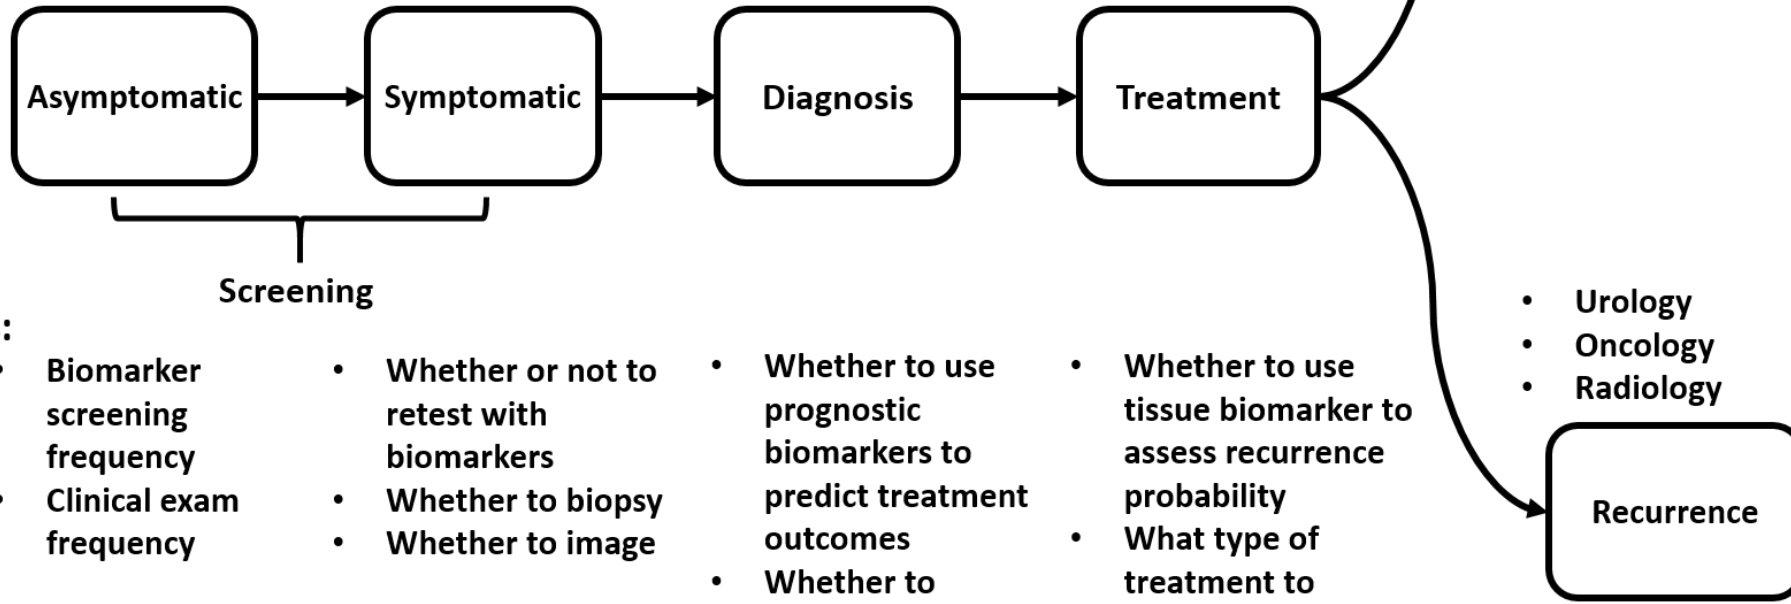 Asymptomatic
Symptomatic
Diagnosis
Treatment
Screening
:
• Biomarker
screening
frequency
• Clinical exam
frequency
• Whether or not to
retest with
biomarkers
• Whether to biopsy
• Whether to image
• Whether to use
prognostic
biomarkers to
predict treatment
outcomes
• Whether to
• Whether to use
tissue biomarker to
assess recurrence
probability
• What type of
treatment to
• Urology
• Oncology
• Radiology
Recurrence